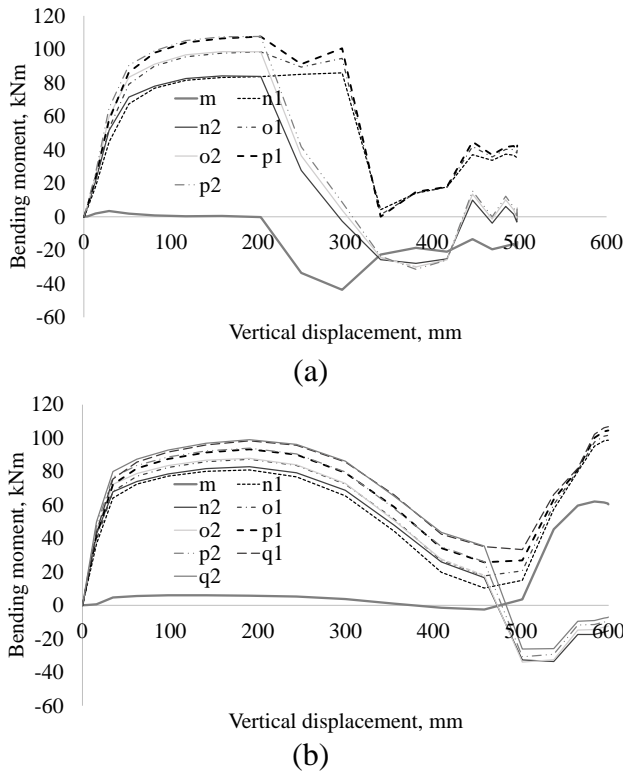 120
100
80
60
40
20
0
-20
-40
-60
Bending moment, kNm
m n1
n2 o1
o2 p1
p2
0 100 200 300 400 500 600
Vertical displacement, mm
(a)
120
100
80
60
40
20
0
-20
-40
-60
Bending moment, kNm
m n1
n2 o1
o2 p1
p2 q1
q2
0 100 200 300 400 500 600
Vertical displacement, mm
(b)